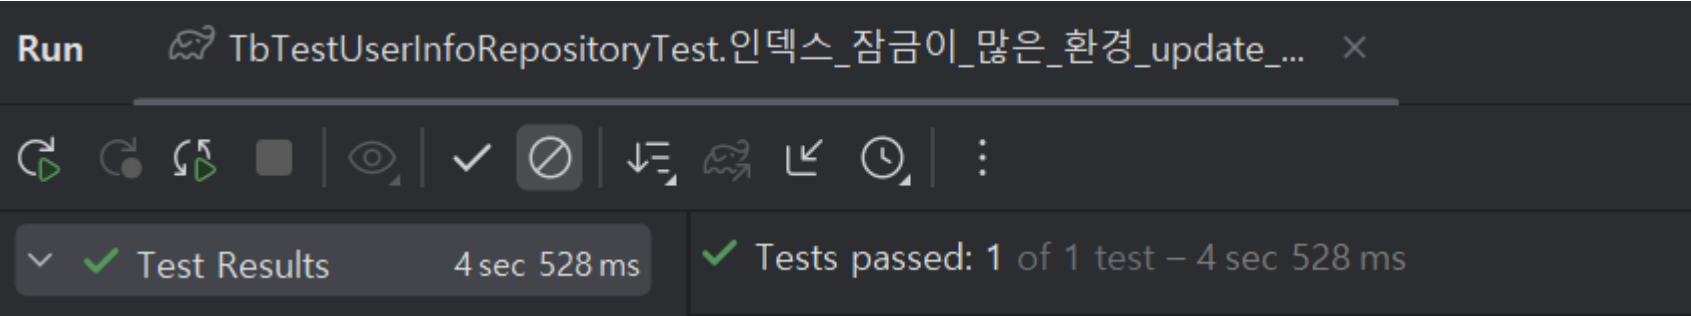 Run TbTestUserInfoRepositoryTest.인덱스_잠금이_많은_환경_update_...
Test Results 4 sec 528 ms
Tests passed: 1 of 1 test – 4 sec 528 ms